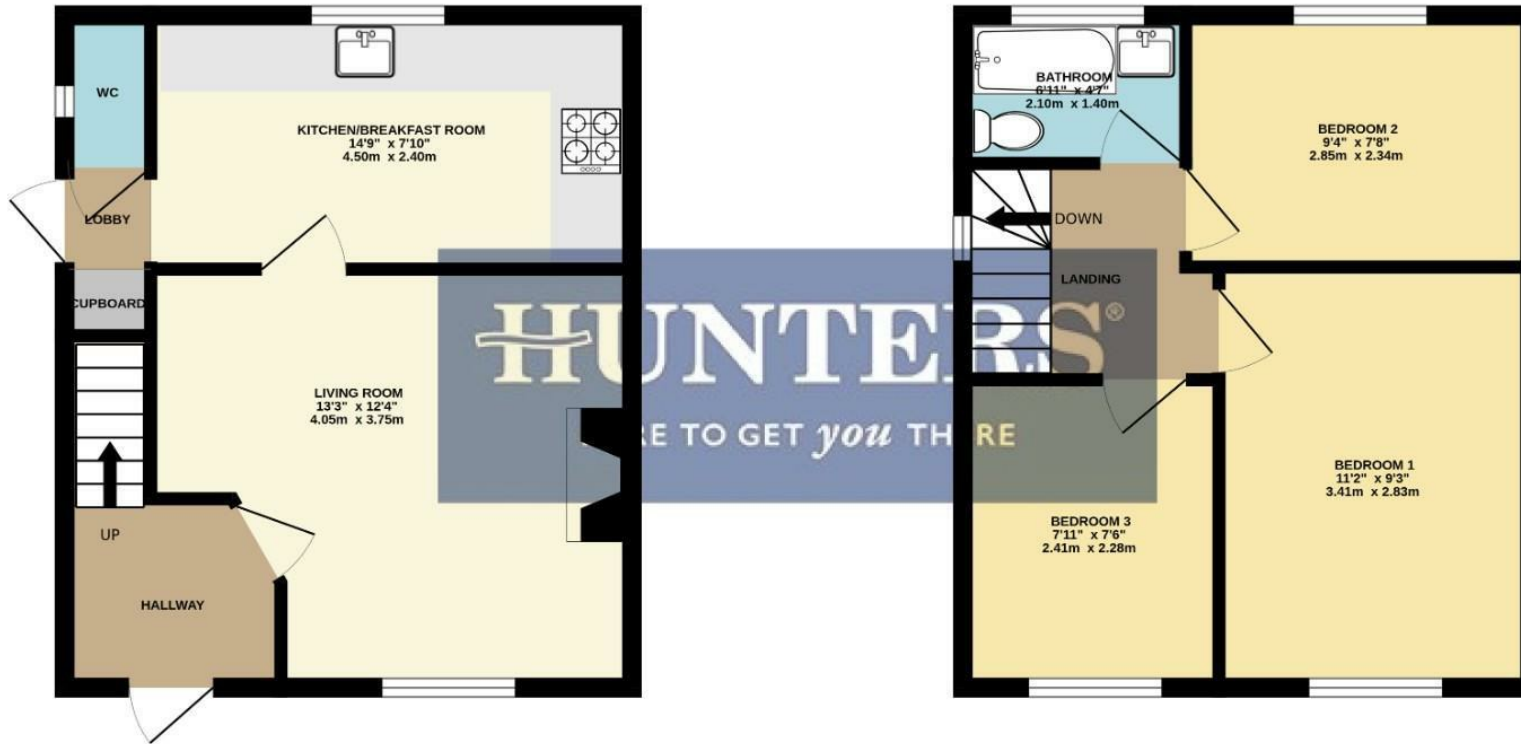 WC
KITCHEN/BREAKFAST ROOM
14'9" x 7'10"
4.50m x 2.40m
LOBBY
CUPBOARD
LIVING ROOM
13'3" x 12'4"
4.05m x 3.75m
UP
HALLWAY
BATHROOM
6'11" x 4'7"
2.10m x 1.40m
BEDROOM 2
9'4" x 7'8"
2.85m x 2.34m
DOWN
LANDING
BEDROOM 1
11'2" x 9'3"
3.41m x 2.83m
BEDROOM 3
7'11" x 7'6"
2.41m x 2.28m
HUNTERS®
TO GET you